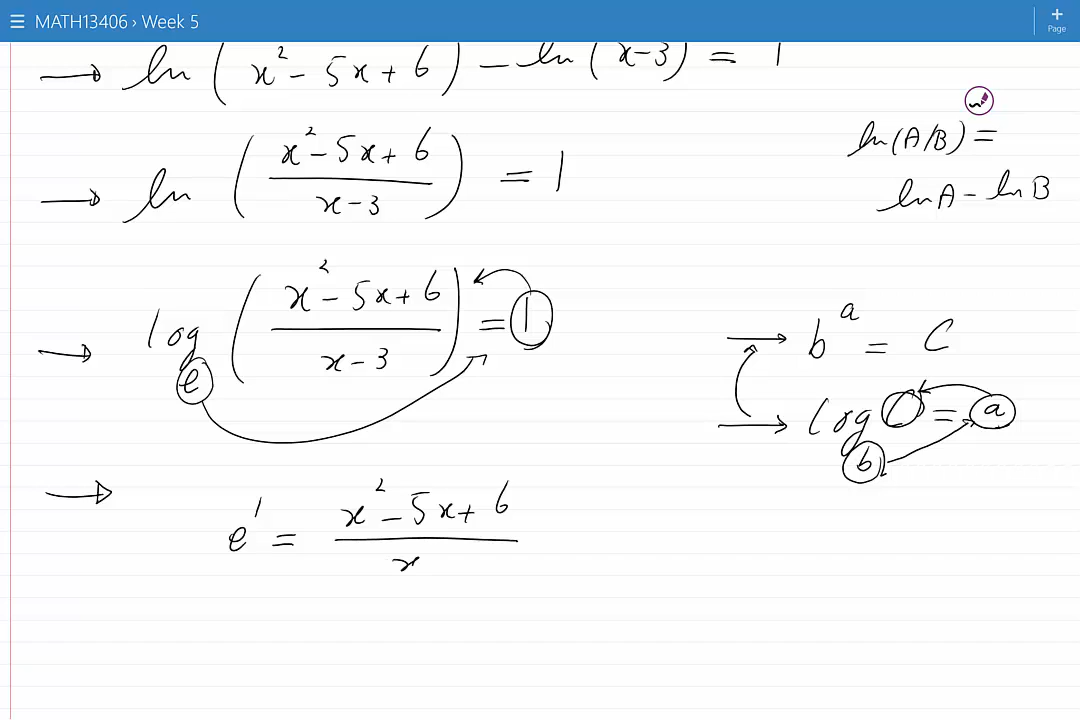 ☰ MATH13406 › Week 5
+ Page
→ ln (x² - 5x + 6) - ln (x-3) = 1
→ ln ((x² - 5x + 6)/(x - 3)) = 1
ln(A/B) =
lnA - ln B
→ log_e ((x² - 5x + 6)/(x - 3)) = 1
→ b^a = C
→ log_b C = a
→ e¹ = (x² - 5x + 6)/x